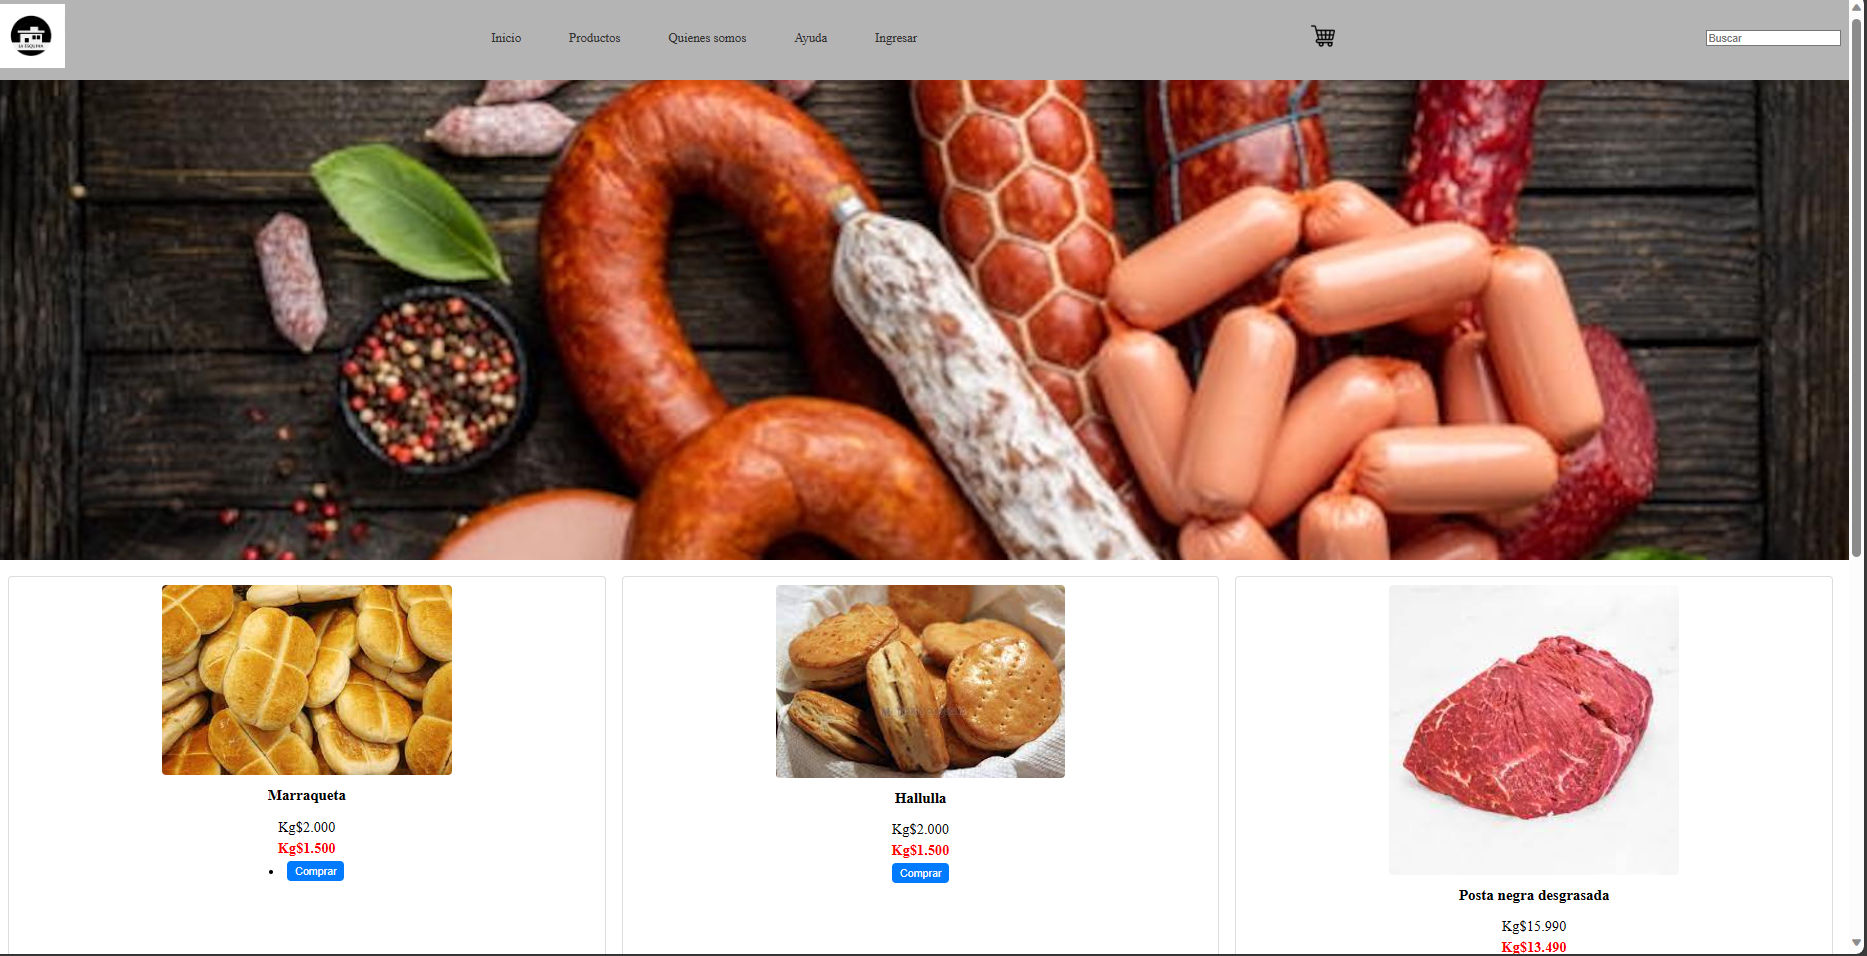 LA ESQUINA
Inicio Productos Quienes somos Ayuda Ingresar Buscar
Marraqueta
Kg$2.000
Kg$1.500
• Comprar
Hallulla
Kg$2.000
Kg$1.500
Comprar
Posta negra desgrasada
Kg$15.990
Kg$13.490